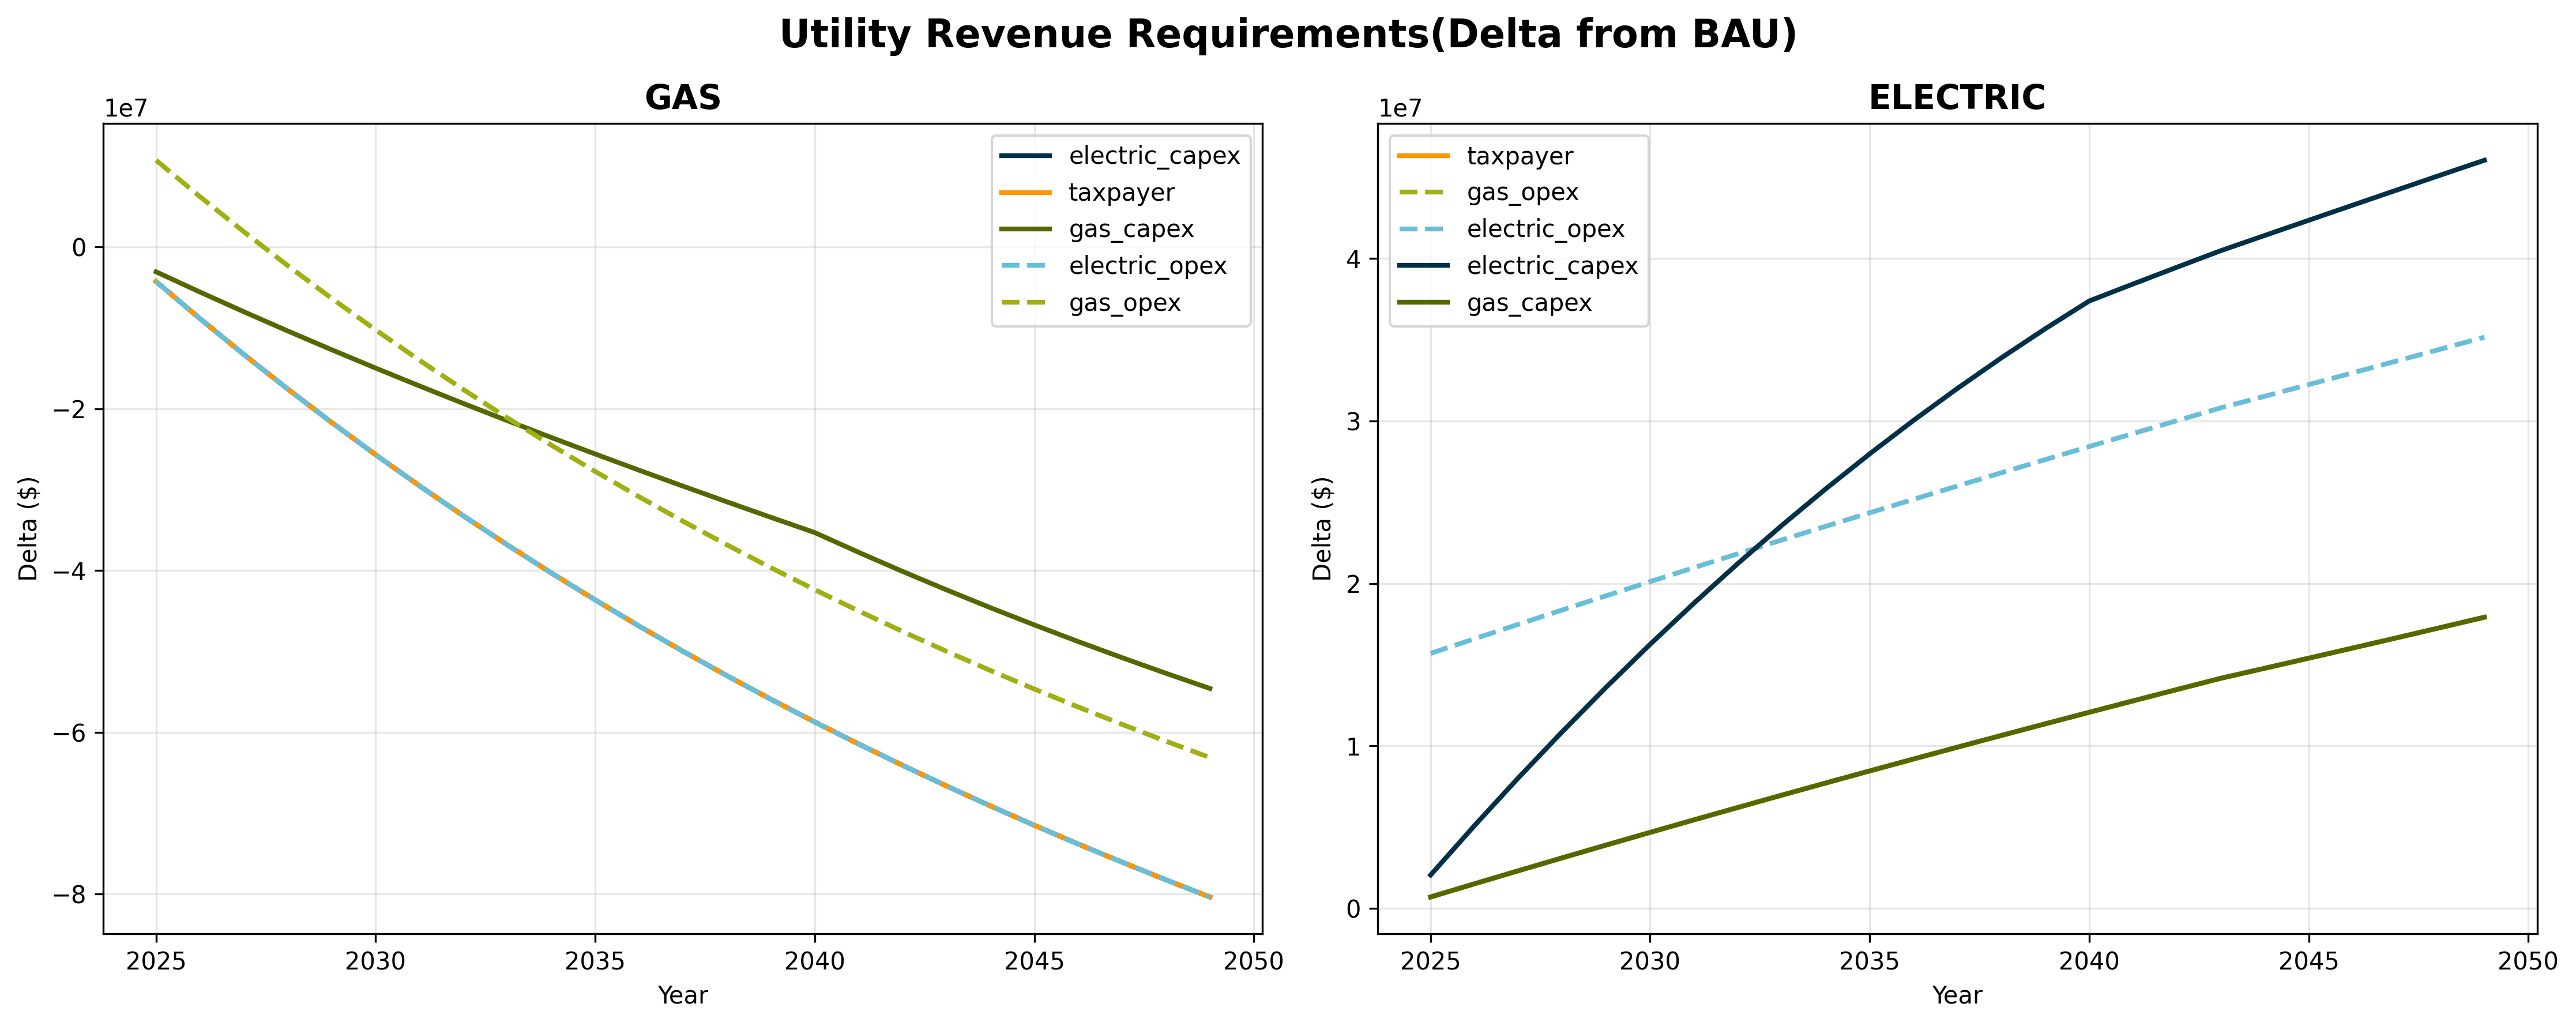 Utility Revenue Requirements(Delta from BAU)
GAS
1e7
0
−2
−4
−6
−8
Delta ($)
2025 2030 2035 2040 2045 2050
Year
electric_capex
taxpayer
gas_capex
electric_opex
gas_opex
ELECTRIC
1e7
4
3
2
1
0
Delta ($)
2025 2030 2035 2040 2045 2050
Year
taxpayer
gas_opex
electric_opex
electric_capex
gas_capex